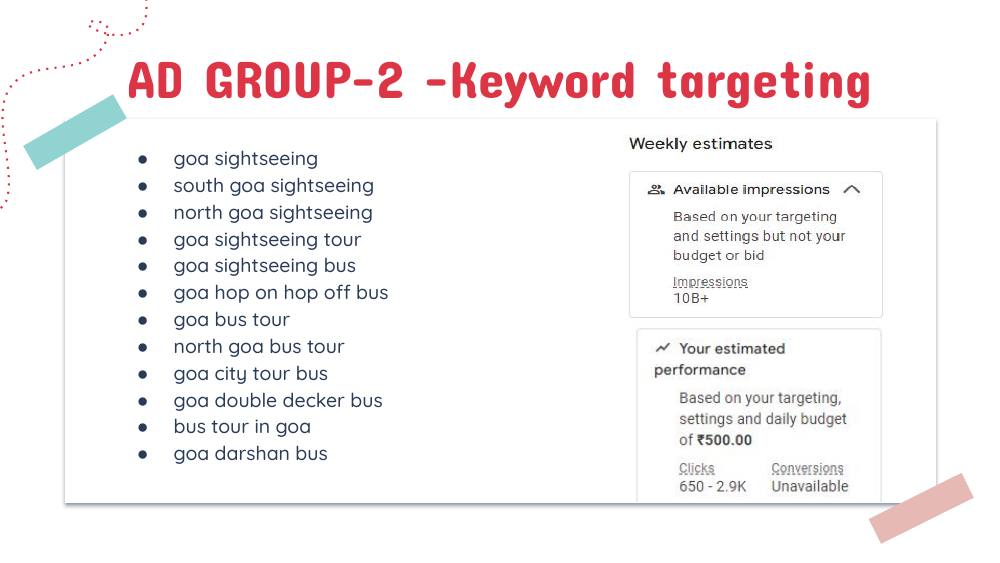 AD GROUP-2 -Keyword targeting
● goa sightseeing
● south goa sightseeing
● north goa sightseeing
● goa sightseeing tour
● goa sightseeing bus
● goa hop on hop off bus
● goa bus tour
● north goa bus tour
● goa city tour bus
● goa double decker bus
● bus tour in goa
● goa darshan bus
Weekly estimates
Available impressions
Based on your targeting
and settings but not your
budget or bid
Impressions
10B+
Your estimated
performance
Based on your targeting,
settings and daily budget
of ₹500.00
Clicks Conversions
650 - 2.9K Unavailable